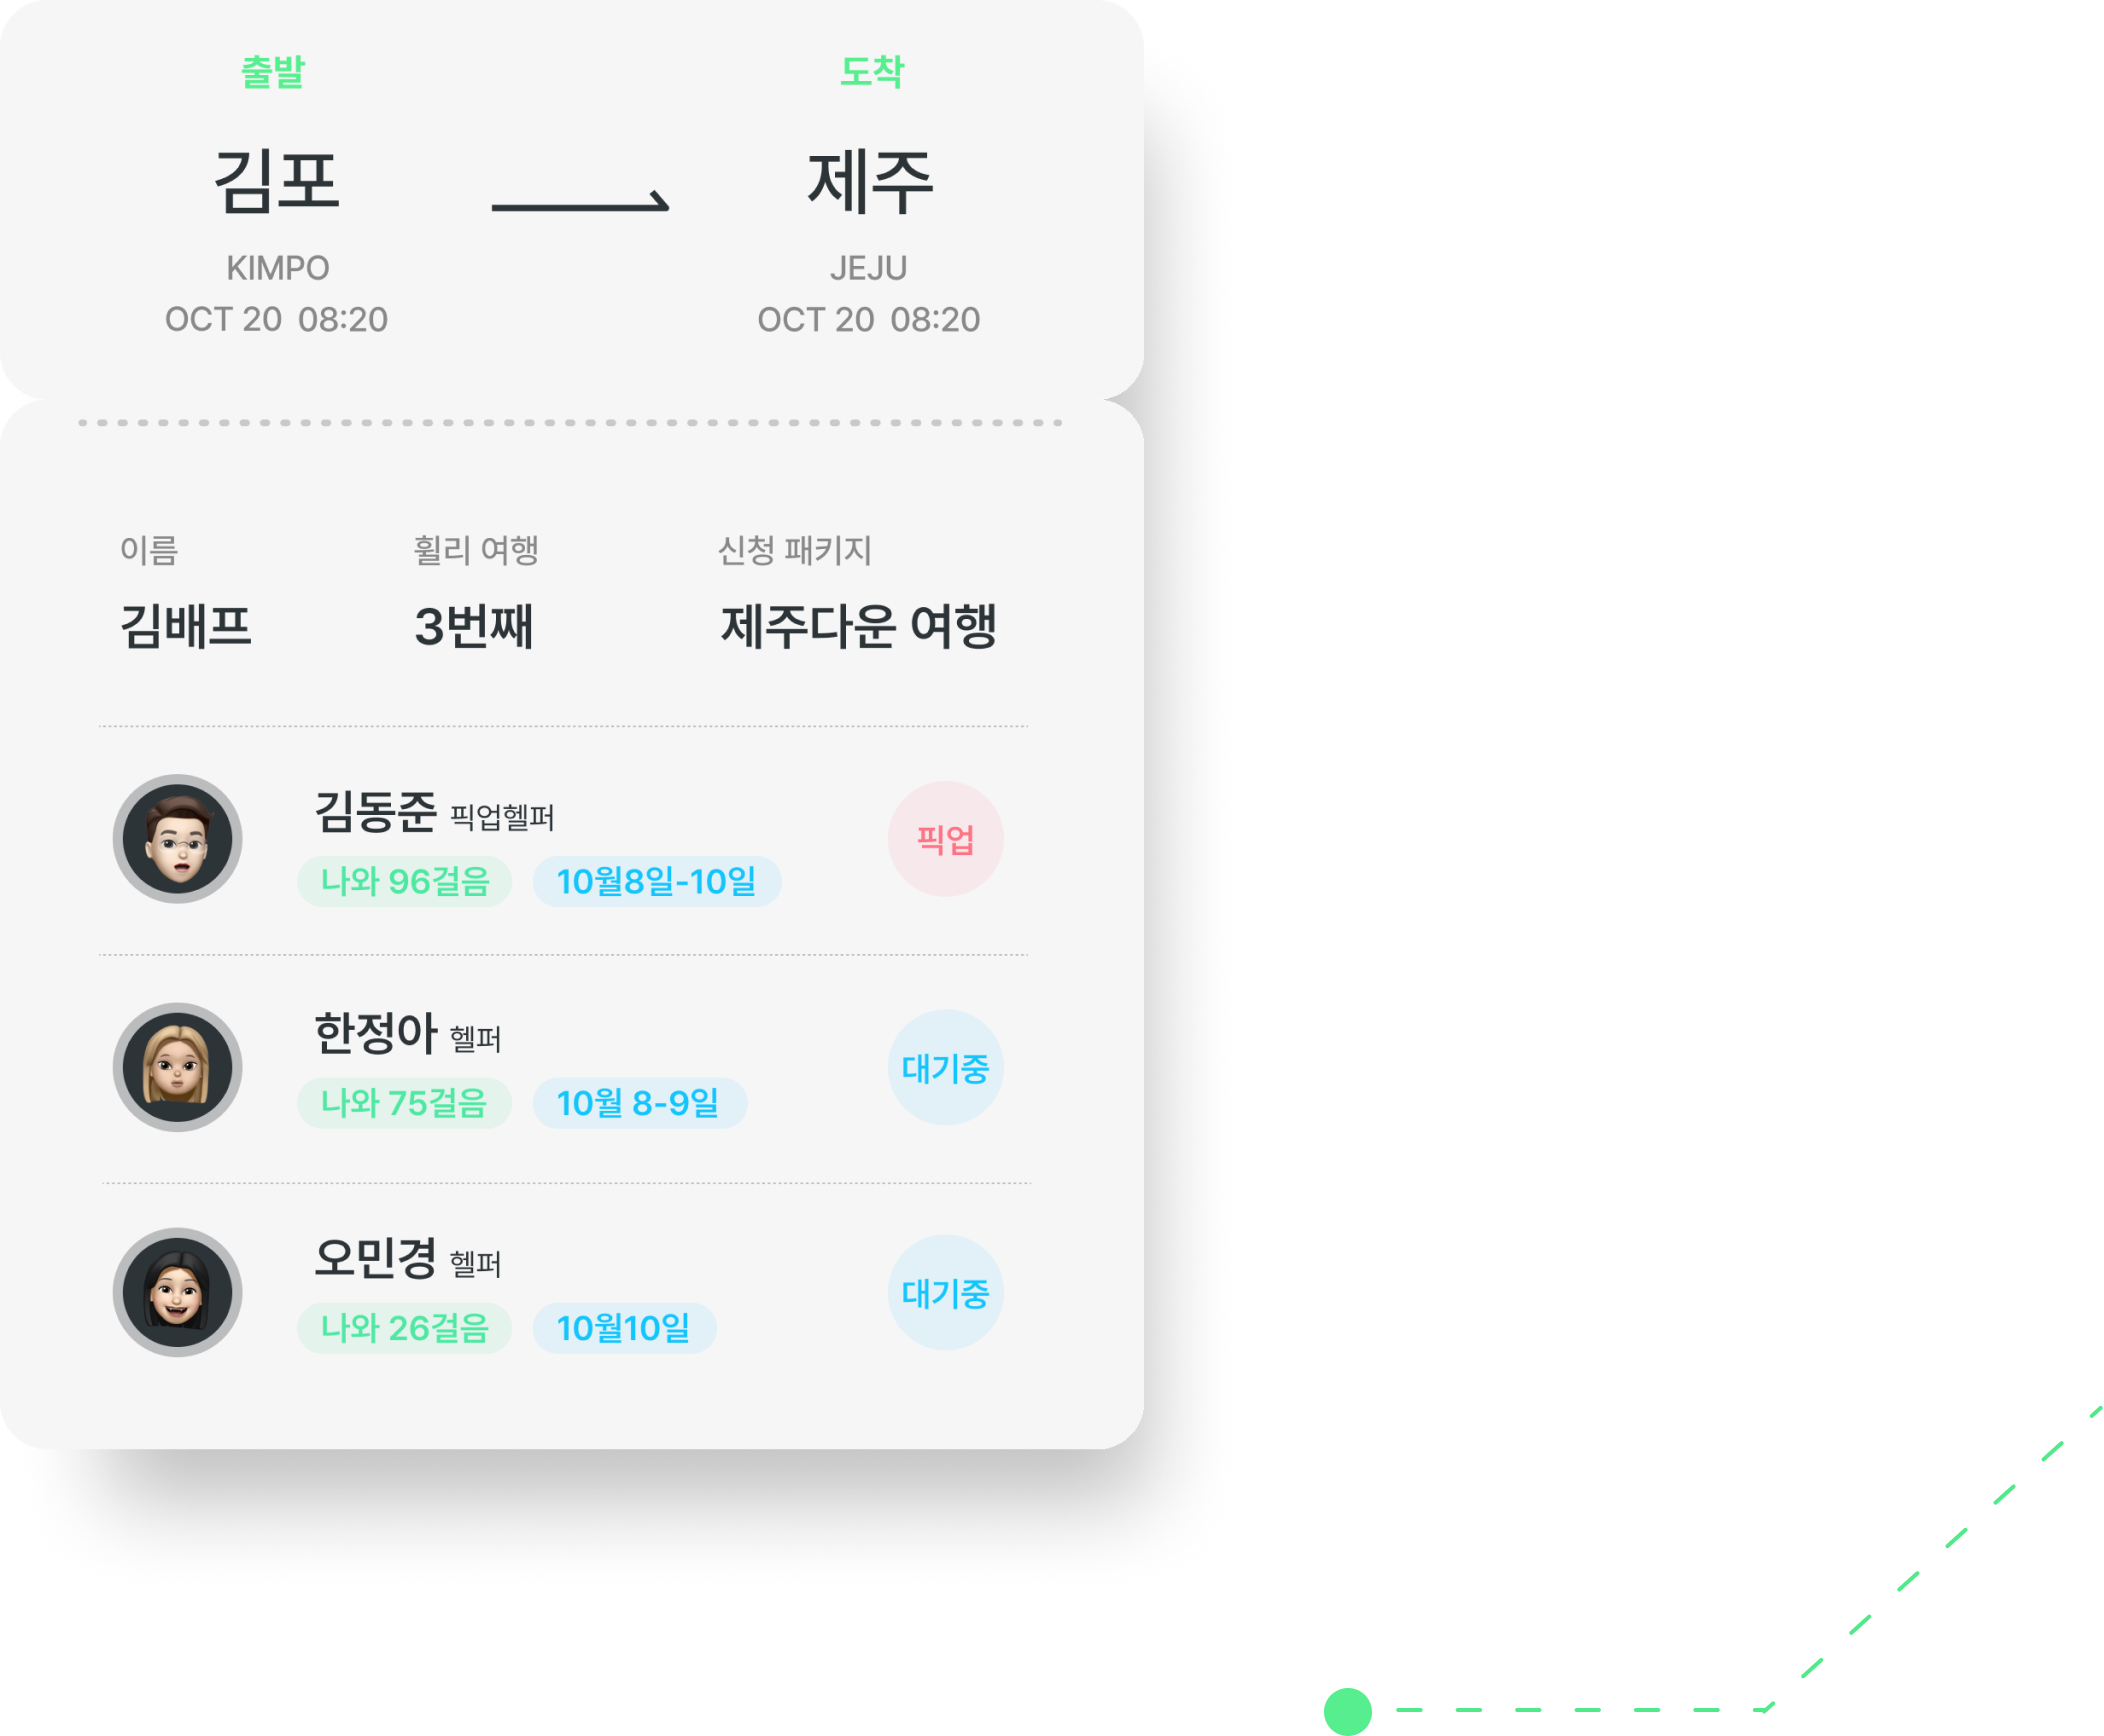 출발 도착
김포 제주
KIMPO JEJU
OCT 20 08:20 OCT 20 08:20
이름 휠리 여행 신청 패키지
김배프 3번째 제주다운 여행
김동준 픽업헬퍼
픽업
나와 96걸음 10월8일-10일
한정아 헬퍼
대기중
나와 75걸음 10월 8-9일
오민경 헬퍼
대기중
나와 26걸음 10월10일